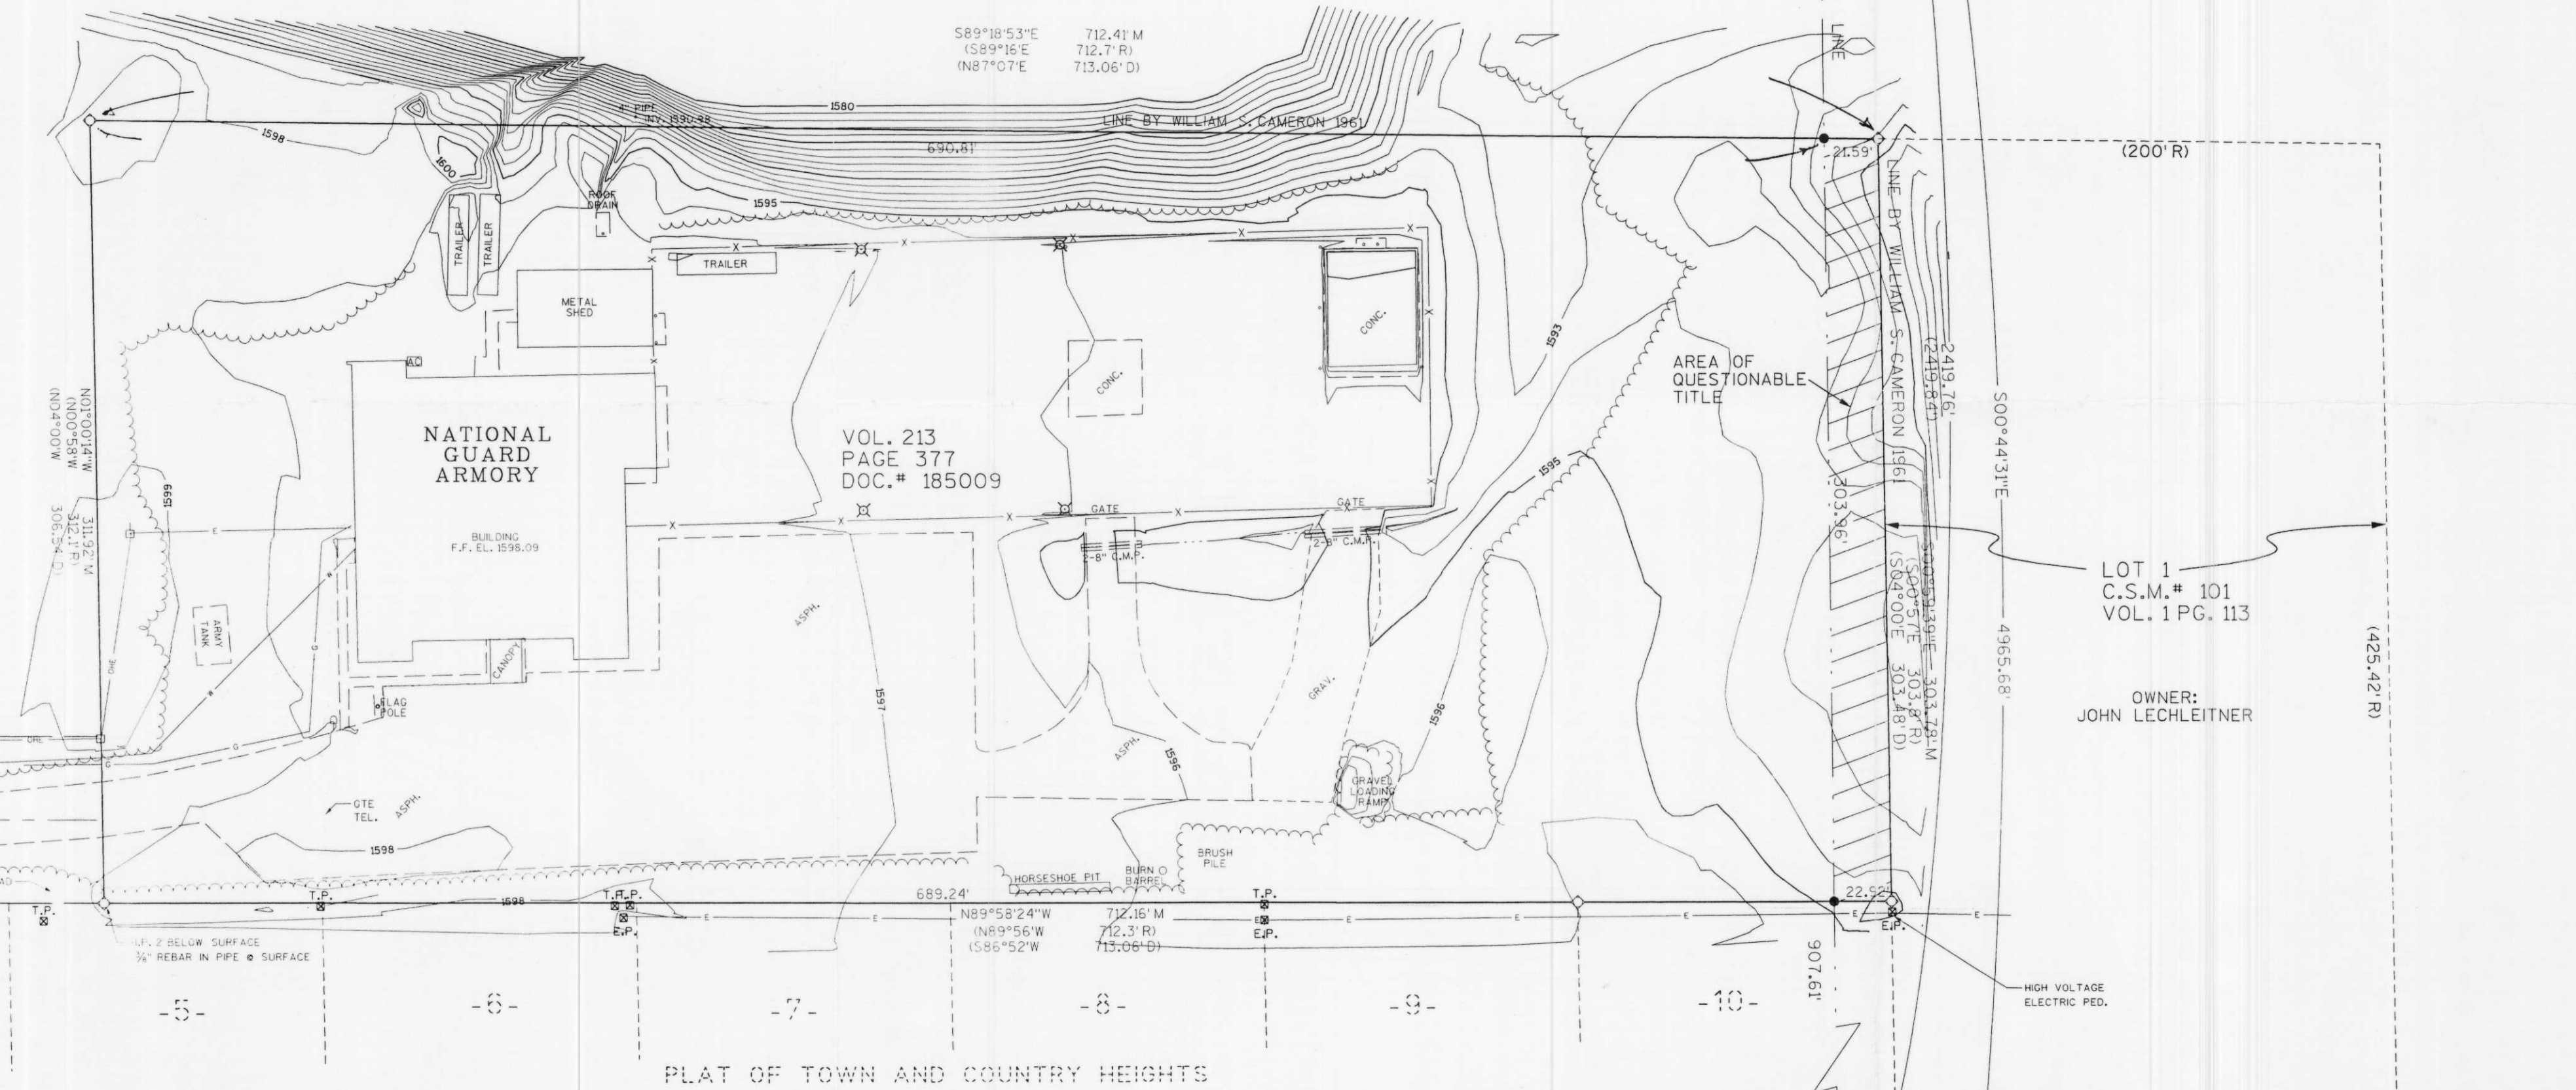 S89°18'53"E 712.41' M
(S89°16'E 712.7' R)
(N87°07'E 713.06' D)
LINE
1580
4" PIPE
INV. 1590.98
LINE BY WILLIAM S. CAMERON 1961
1598
690.81'
21.59'
(200' R)
1600
ROOF
DRAIN
1595
TRAILER
TRAILER
TRAILER
METAL
SHED
CONC.
CONC.
1593
LINE BY WILLIAM S. CAMERON 1961
AREA OF
QUESTIONABLE
TITLE
AC
2419.76'
(2419.84')
S00°44'31"E 4965.68'
N01°00'14"W 311.92' M
(N00°58'W 312.1' R)
(N04°00'W
NATIONAL
GUARD
ARMORY
VOL. 213
PAGE 377
DOC.# 185009
1599
1595
303.96'
GATE
GATE
BUILDING
F.F. EL. 1598.09
2-8" C.M.P.
2-8" C.M.P.
(S00°57'E 303.8' R)
(S04°00'E 303.48' D)
303.78' M
LOT 1
C.S.M.# 101
VOL. 1 PG. 113
(425.42' R)
OWNER:
JOHN LECHLEITNER
ARMY
TANK
ASPH.
CANOPY
FLAG
POLE
1597
GRAV.
1596
ASPH.
1596
OHE
OHE
GTE
TEL.
ASPH.
GRAVEL
LOADING
RAMP
1598
BRUSH
PILE
HORSESHOE PIT
BURN
BARREL
T.P.
T.P.
T.P.
T.P.
1598
689.24'
22.92'
N89°58'24"W 712.16' M
(N89°56'W 712.3' R)
(S86°52'W 713.06' D)
E.P.
E.P.
E.P.
I.P. 2 BELOW SURFACE
REBAR IN PIPE @ SURFACE
907.61'
HIGH VOLTAGE
ELECTRIC PED.
-5-
-6-
-7-
-8-
-9-
-10-
PLAT OF TOWN AND COUNTRY HEIGHTS